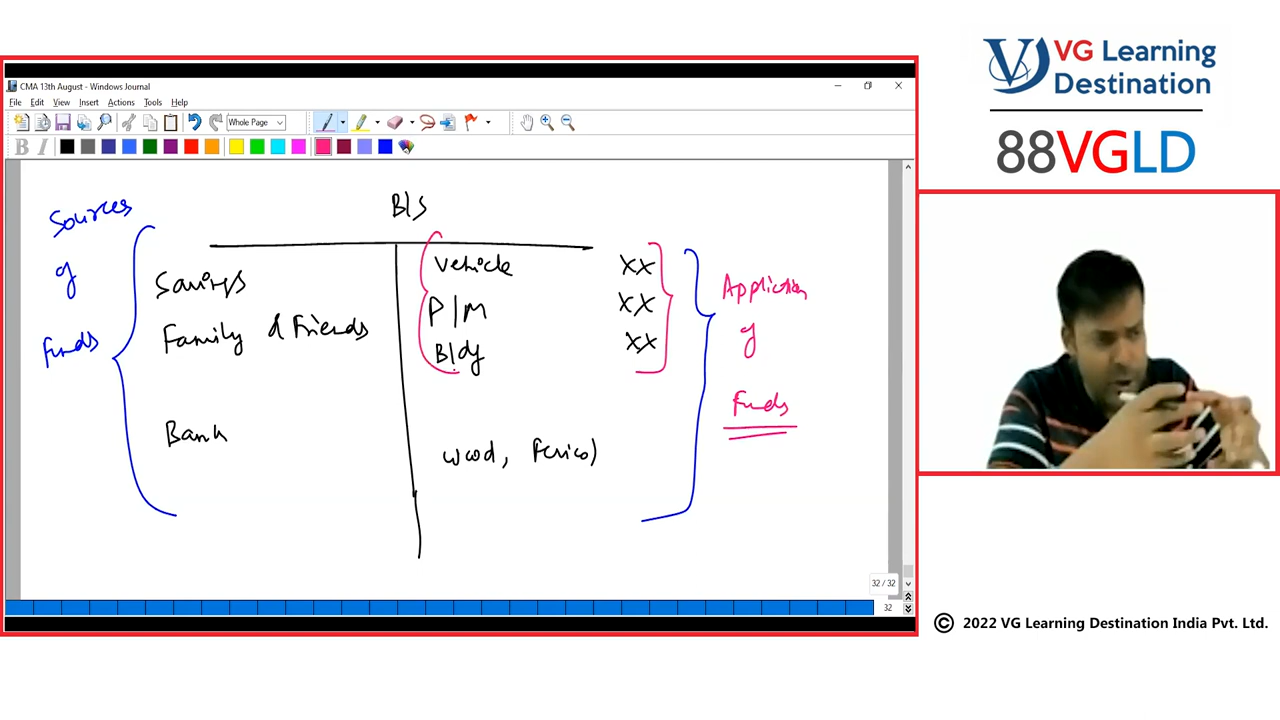 VG Learning
Destination
88VGLD
CMA 13th August - Windows Journal
File Edit View Insert Actions Tools Help
Whole Page
B I
B/S
Sources
of
Funds
Savings
Family & Friends
Bank
Vehicle XX
P/M XX
Bldg XX
wood,
Application
of
Funds
32 / 32
32
© 2022 VG Learning Destination India Pvt. Ltd.